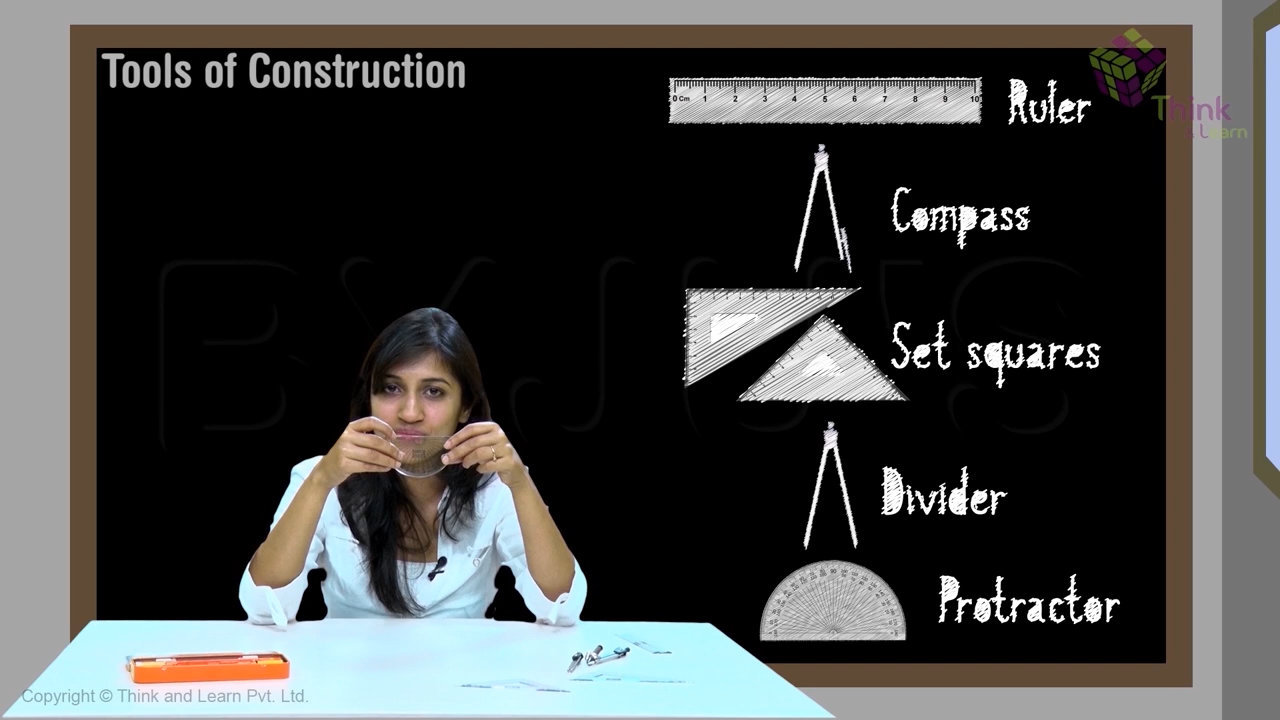 Tools of Construction
0 Cm 1 2 3 4 5 6 7 8 9 10
Ruler
Think
& Learn
Compass
BYJU'S
Set squares
Divider
Protractor
Copyright © Think and Learn Pvt. Ltd.